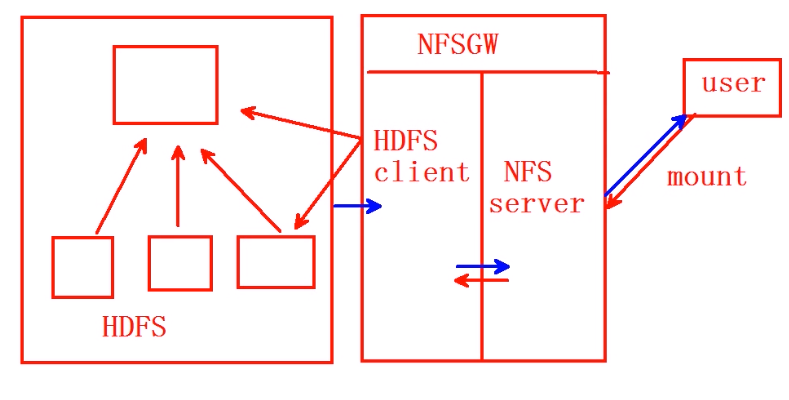 NFSGW
user
HDFS
client
NFS
server
mount
HDFS